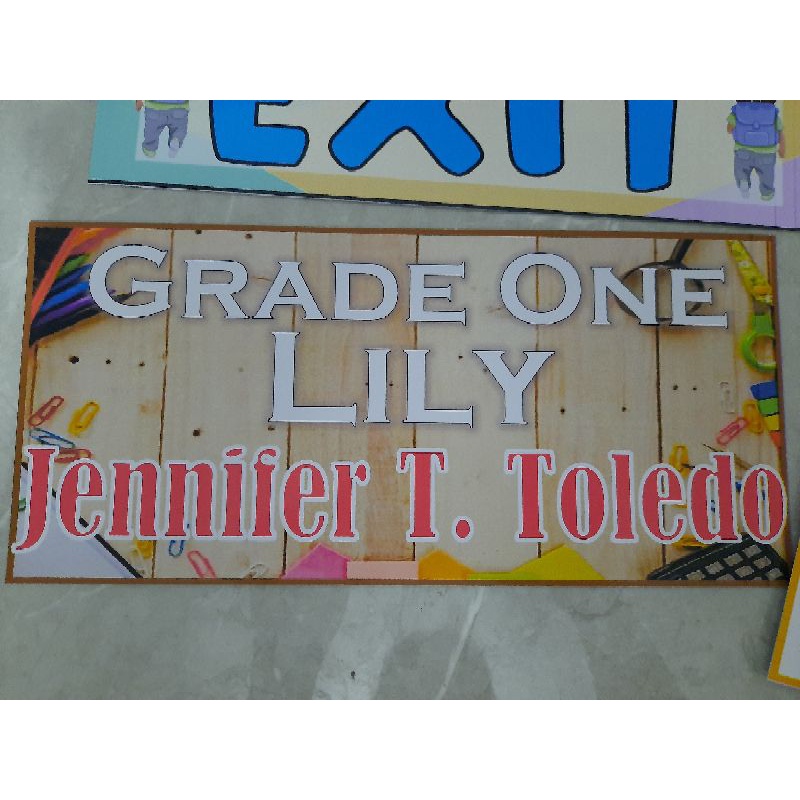 EXIT
GRADE ONE
LILY
Jennifer T. Toledo